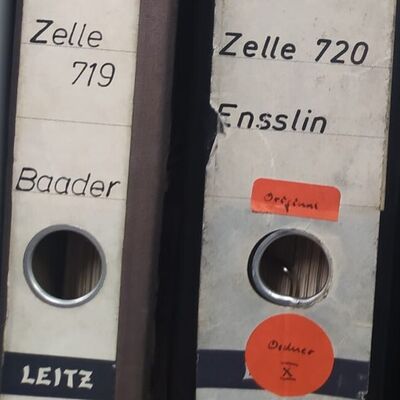 Zelle
719
Baader
LEITZ
Zelle 720
Ensslin
Original
Ordner
X